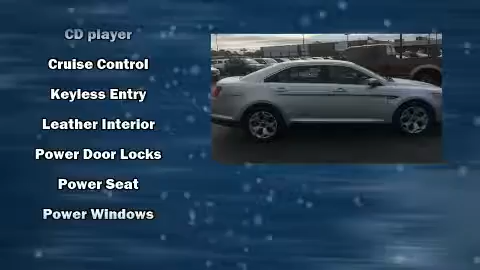 CD player
Cruise Control
Keyless Entry
Leather Interior
Power Door Locks
Power Seat
Power Windows